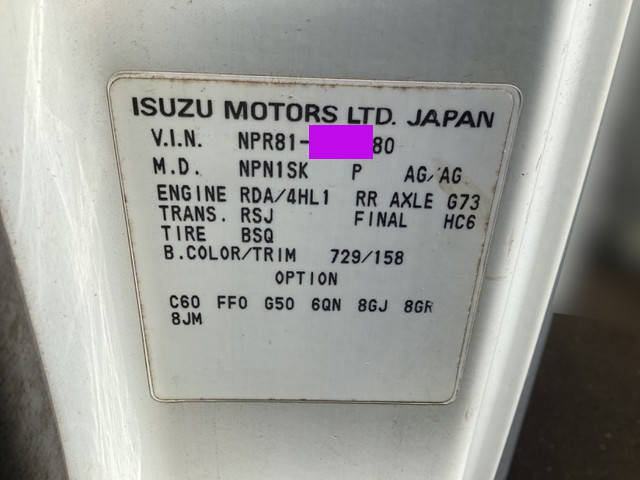 ISUZU MOTORS LTD. JAPAN
V.I.N. NPR81- 80
M.D. NPN1SK P AG/AG
ENGINE RDA/4HL1 RR AXLE G73
TRANS. RSJ FINAL HC6
TIRE BSQ
B.COLOR/TRIM 729/158
OPTION
C60 FF0 G50 6QN 8GJ 8GR
8JM